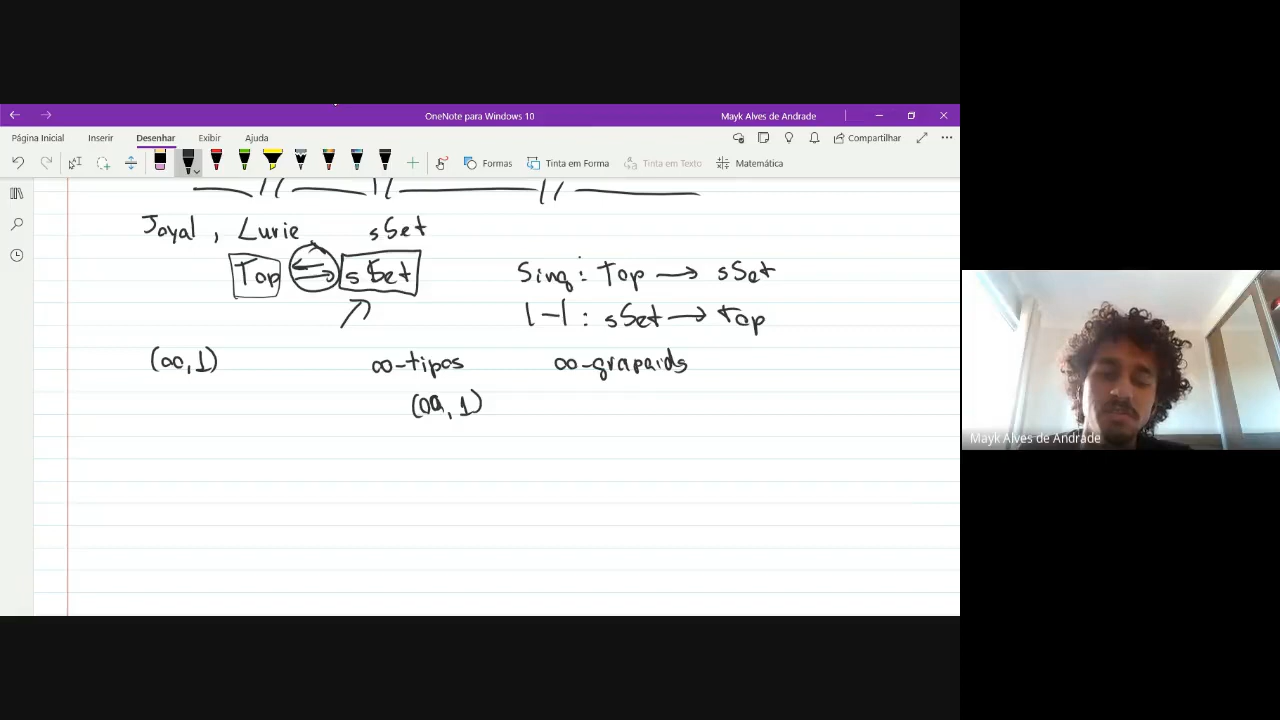 OneNote para Windows 10
Mayk Alves de Andrade
Página Inicial Inserir Desenhar Exibir Ajuda
Compartilhar
Formas Tinta em Forma Tinta em Texto Matemática
Joyal, Lurie, sSet
Top ⇄ sSet
Sing: Top → sSet
|-| : sSet → Top
(∞,1) ∞-tipos ∞-grapoids
(∞,1)
Mayk Alves de Andrade